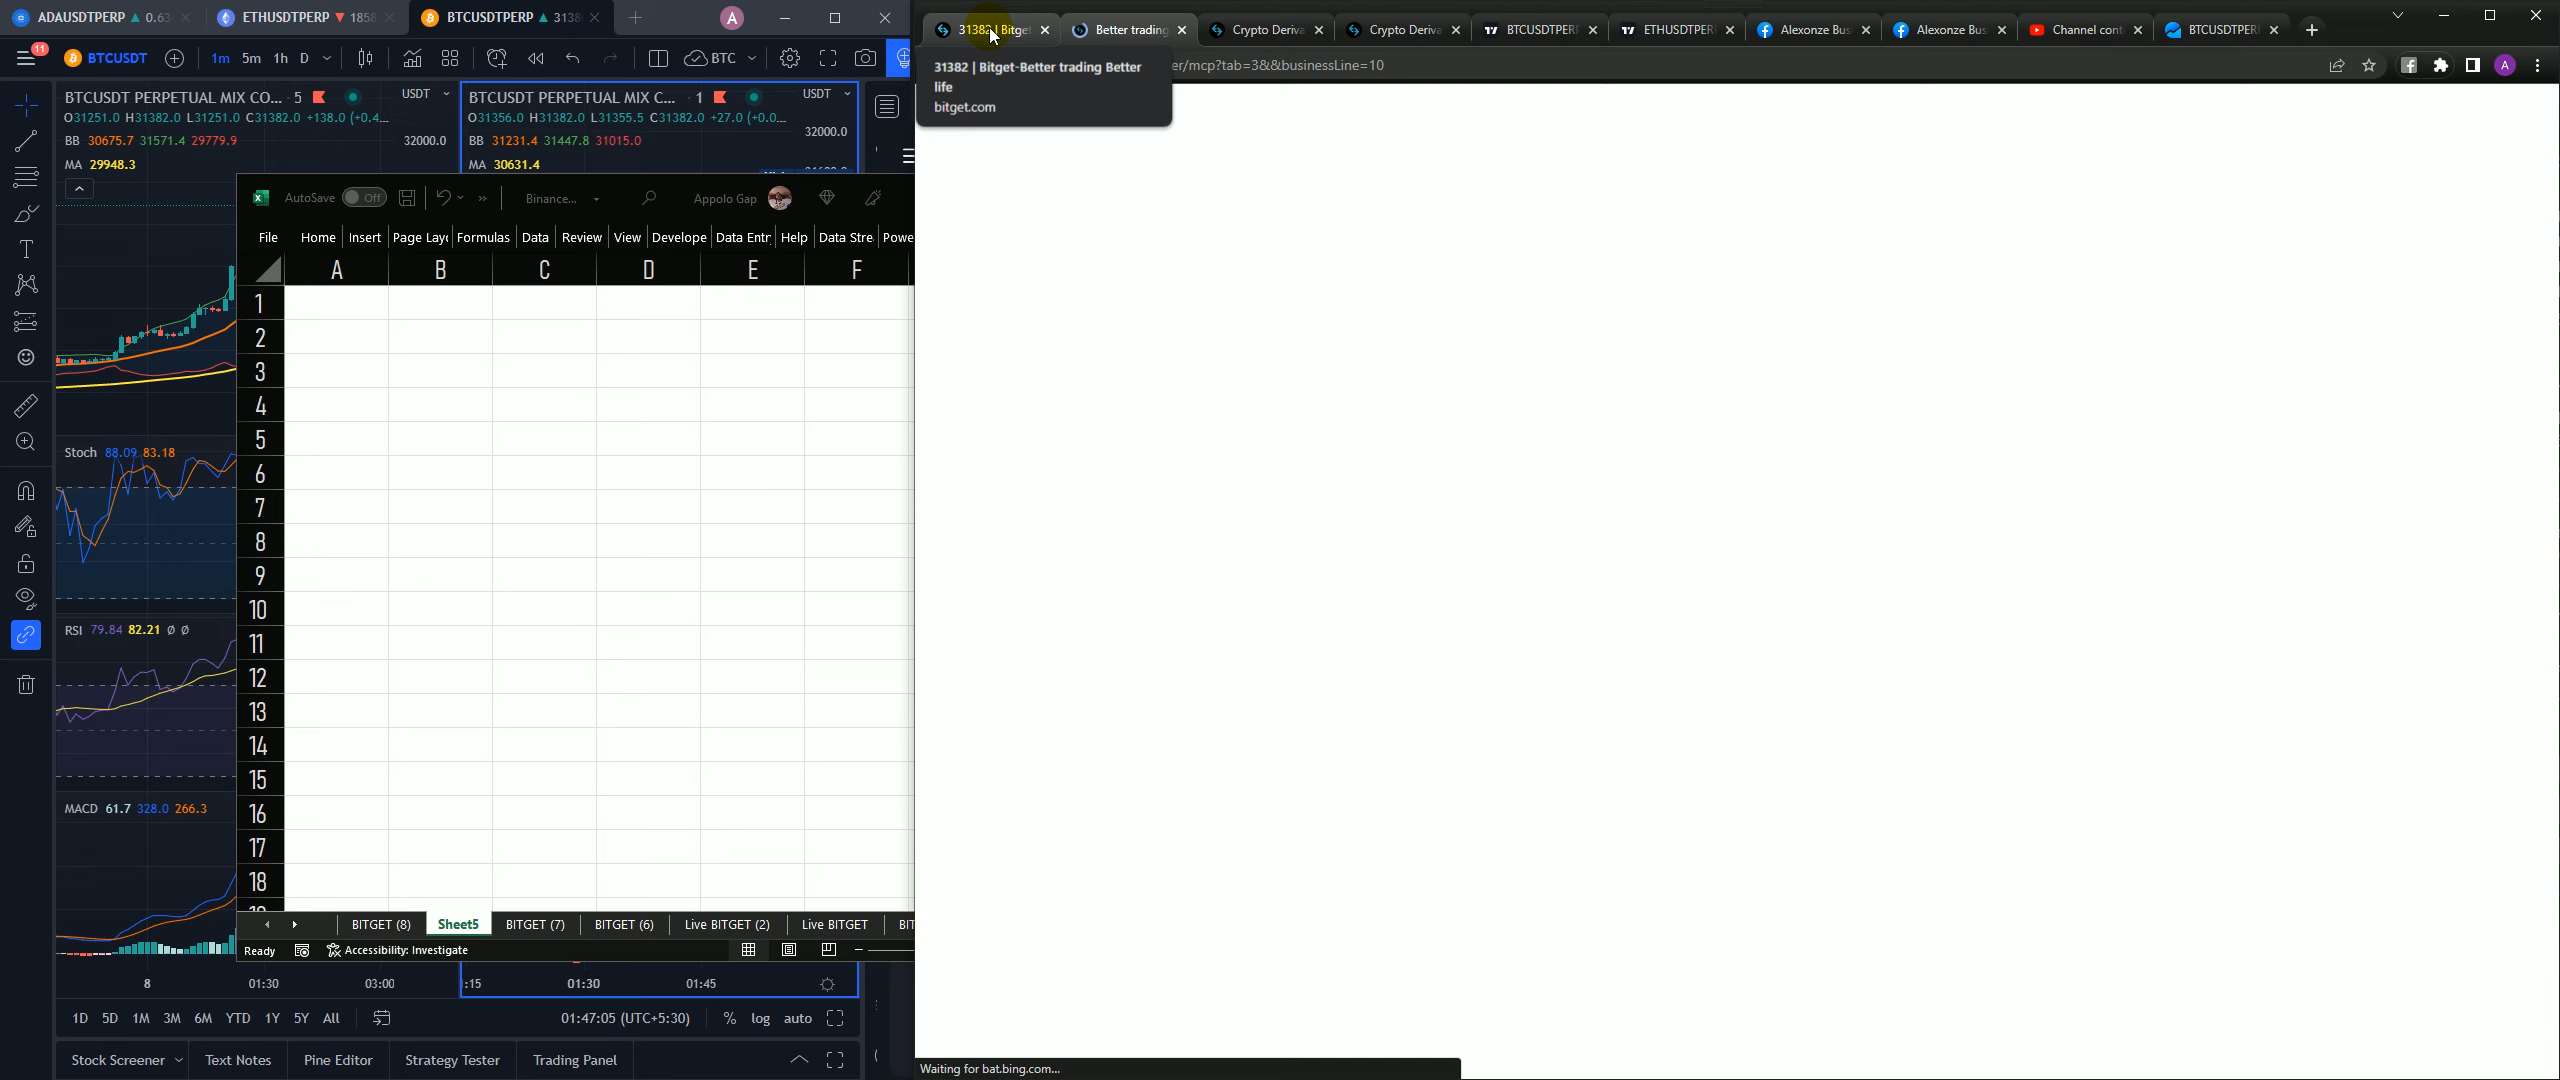 ADAUSDTPERP ▲ 0.63
ETHUSDTPERP ▼ 1858
BTCUSDTPERP ▲ 3138
A
11
BTCUSDT
1m 5m 1h D
BTC
BTCUSDT PERPETUAL MIX CO... · 5
USDT
O31251.0 H31382.0 L31251.0 C31382.0 +138.0 (+0.4...
BB 30675.7 31571.4 29779.9
32000.0
MA 29948.3
BTCUSDT PERPETUAL MIX C... · 1
USDT
O31356.0 H31382.0 L31355.5 C31382.0 +27.0 (+0.0...
BB 31231.4 31447.8 31015.0
32000.0
MA 30631.4
Stoch 88.09 83.18
RSI 79.84 82.21 Ø Ø
MACD 61.7 328.0 266.3
8 01:30 03:00
:15 01:30 01:45
1D 5D 1M 3M 6M YTD 1Y 5Y All
01:47:05 (UTC+5:30) % log auto
Stock Screener Text Notes Pine Editor Strategy Tester Trading Panel
AutoSave Off
Binance...
Appolo Gap
File Home Insert Page Layo Formulas Data Review View Develope Data Entr Help Data Stre Powe
A B C D E F
1
2
3
4
5
6
7
8
9
10
11
12
13
14
15
16
17
18
BITGET (8) Sheet5 BITGET (7) BITGET (6) Live BITGET (2) Live BITGET BIT
Ready Accessibility: Investigate
31382 | Bitget
Better trading
Crypto Deriva
Crypto Deriva
BTCUSDTPERP
ETHUSDTPERP
Alexonze Bus
Alexonze Bus
Channel cont
BTCUSDTPERP
er/mcp?tab=3&&businessLine=10
A
31382 | Bitget-Better trading Better
life
bitget.com
Waiting for bat.bing.com...